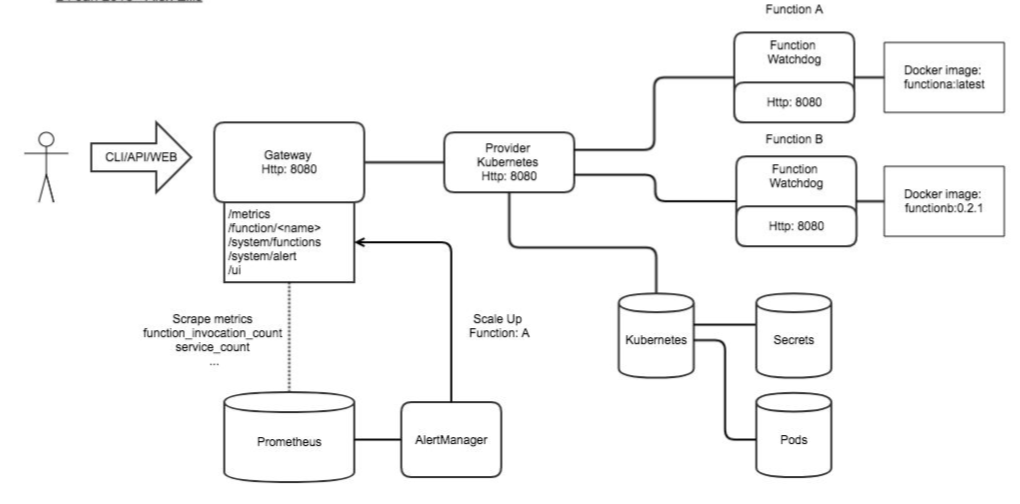 Function A
Function
Watchdog
Http: 8080
Docker image:
functiona:latest
CLI/API/WEB
Gateway
Http: 8080
Provider
Kubernetes
Http: 8080
Function B
Function
Watchdog
Http: 8080
Docker image:
functionb:0.2.1
/metrics
/function/<name>
/system/functions
/system/alert
/ui
Scrape metrics
function_invocation_count
service_count
...
Scale Up
Function: A
Kubernetes
Secrets
Prometheus
AlertManager
Pods